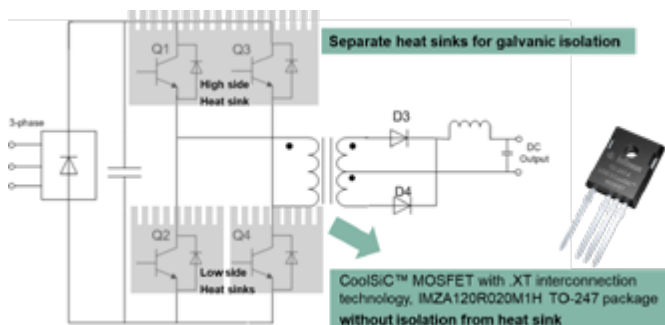 Q1
Q3
Separate heat sinks for galvanic isolation
High side
Heat sink
3-phase
D3
DC
Output
D4
Q2
Q4
Low side
Heat sinks
CoolSiC™ MOSFET with .XT interconnection
technology, IMZA120R020M1H TO-247 package
without isolation from heat sink